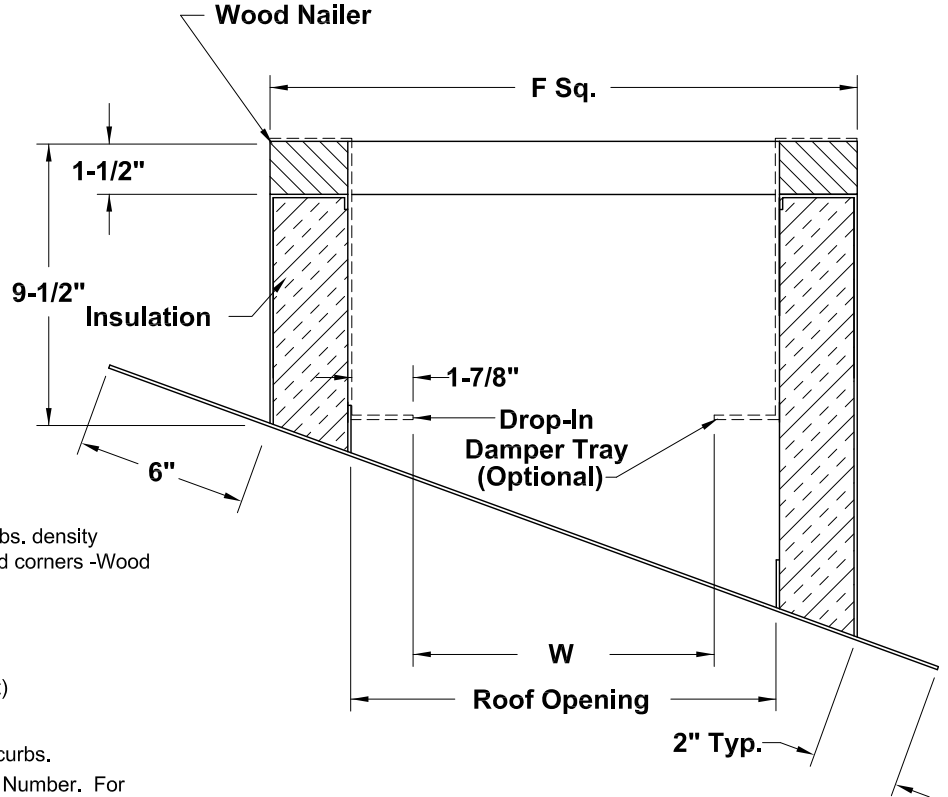 Wood Nailer
F Sq.
1-1/2"
9-1/2"
Insulation
1-7/8"
Drop-In
Damper Tray
(Optional)
6"
density
corners -Wood
W
Roof Opening
curbs.
2" Typ.
Number. For